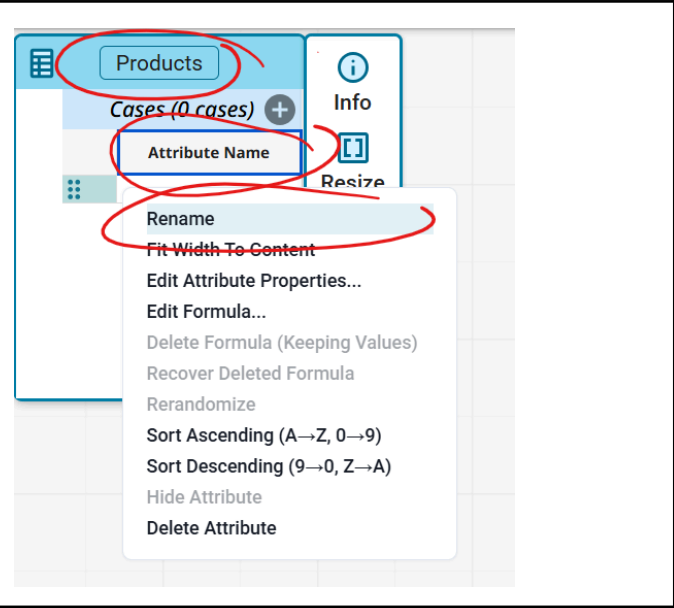 Products
Info
Cases (0 cases)
Attribute Name
Resize
Rename
Fit Width To Content
Edit Attribute Properties...
Edit Formula...
Delete Formula (Keeping Values)
Recover Deleted Formula
Rerandomize
Sort Ascending (A→Z, 0→9)
Sort Descending (9→0, Z→A)
Hide Attribute
Delete Attribute